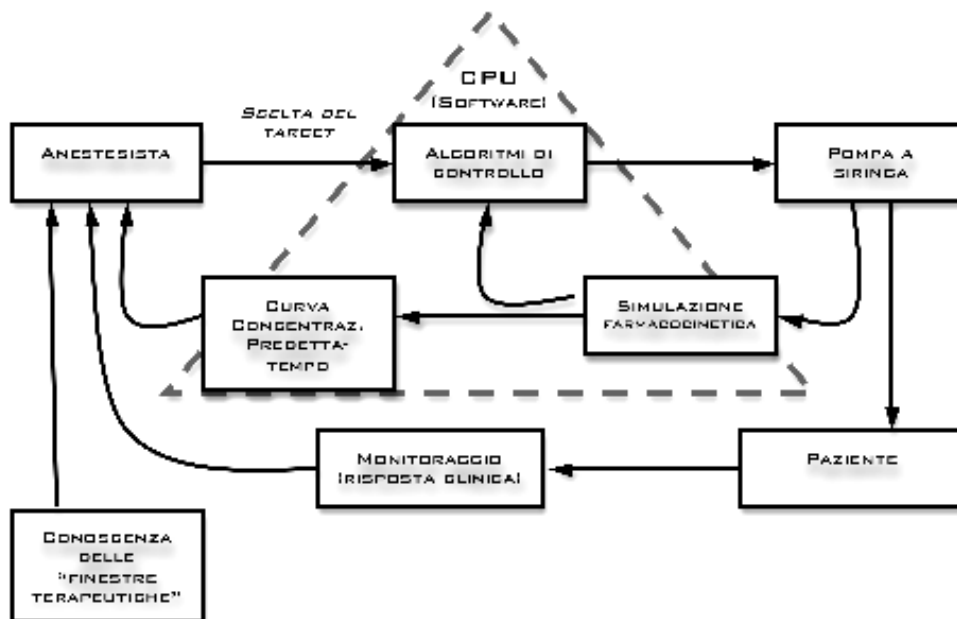 CPU
(Software)
Scelta del
target
Anestesista
Algoritmi di
controllo
Pompa a
siringa
Curva
Concentraz.
Predetta-
tempo
Simulazione
farmacocinetica
Monitoraggio
(risposta clinica)
Paziente
Conoscenza
delle
"finestre
terapeutiche"